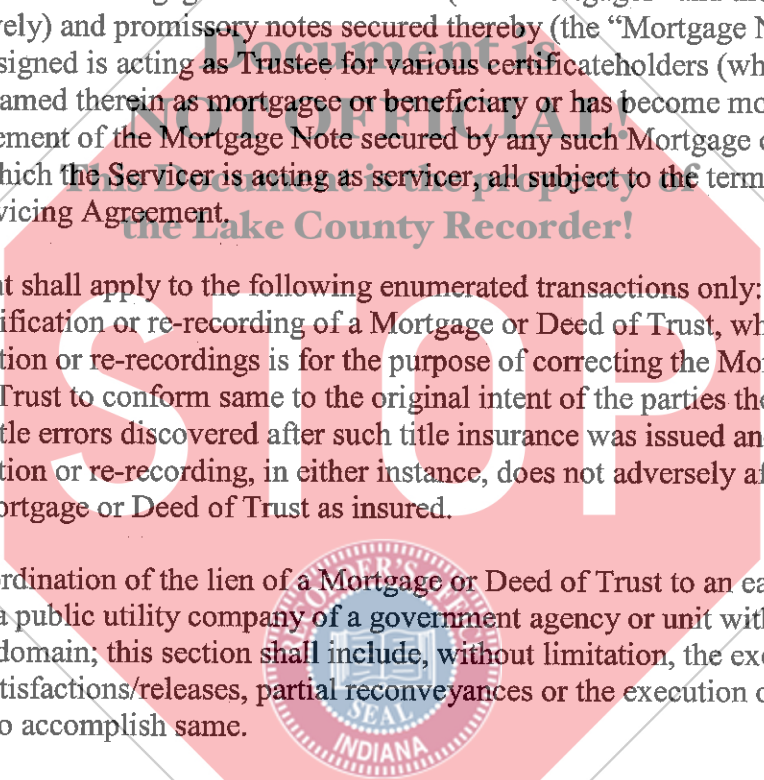 vely) and promissory notes secured thereby (the “Mortgage N
Document is
signed is acting as Trustee for various certificateholders (wh
amed therein as mortgagee or beneficiary or has become mo
NOT OFFICIAL!
ement of the Mortgage Note secured by any such Mortgage o
hich the Servicer is acting as servicer, all subject to the term
This Document is the property of
vicing Agreement.
the Lake County Recorder!
t shall apply to the following enumerated transactions only:
ification or re-recording of a Mortgage or Deed of Trust, wh
tion or re-recordings is for the purpose of correcting the Mor
Trust to conform same to the original intent of the parties the
tle errors discovered after such title insurance was issued an
tion or re-recording, in either instance, does not adversely af
ortgage or Deed of Trust as insured.
STOP
rdination of the lien of a Mortgage or Deed of Trust to an ea
a public utility company of a government agency or unit with
domain; this section shall include, without limitation, the exe
tisfactions/releases, partial reconveyances or the execution o
o accomplish same.
SEAL
INDIANA